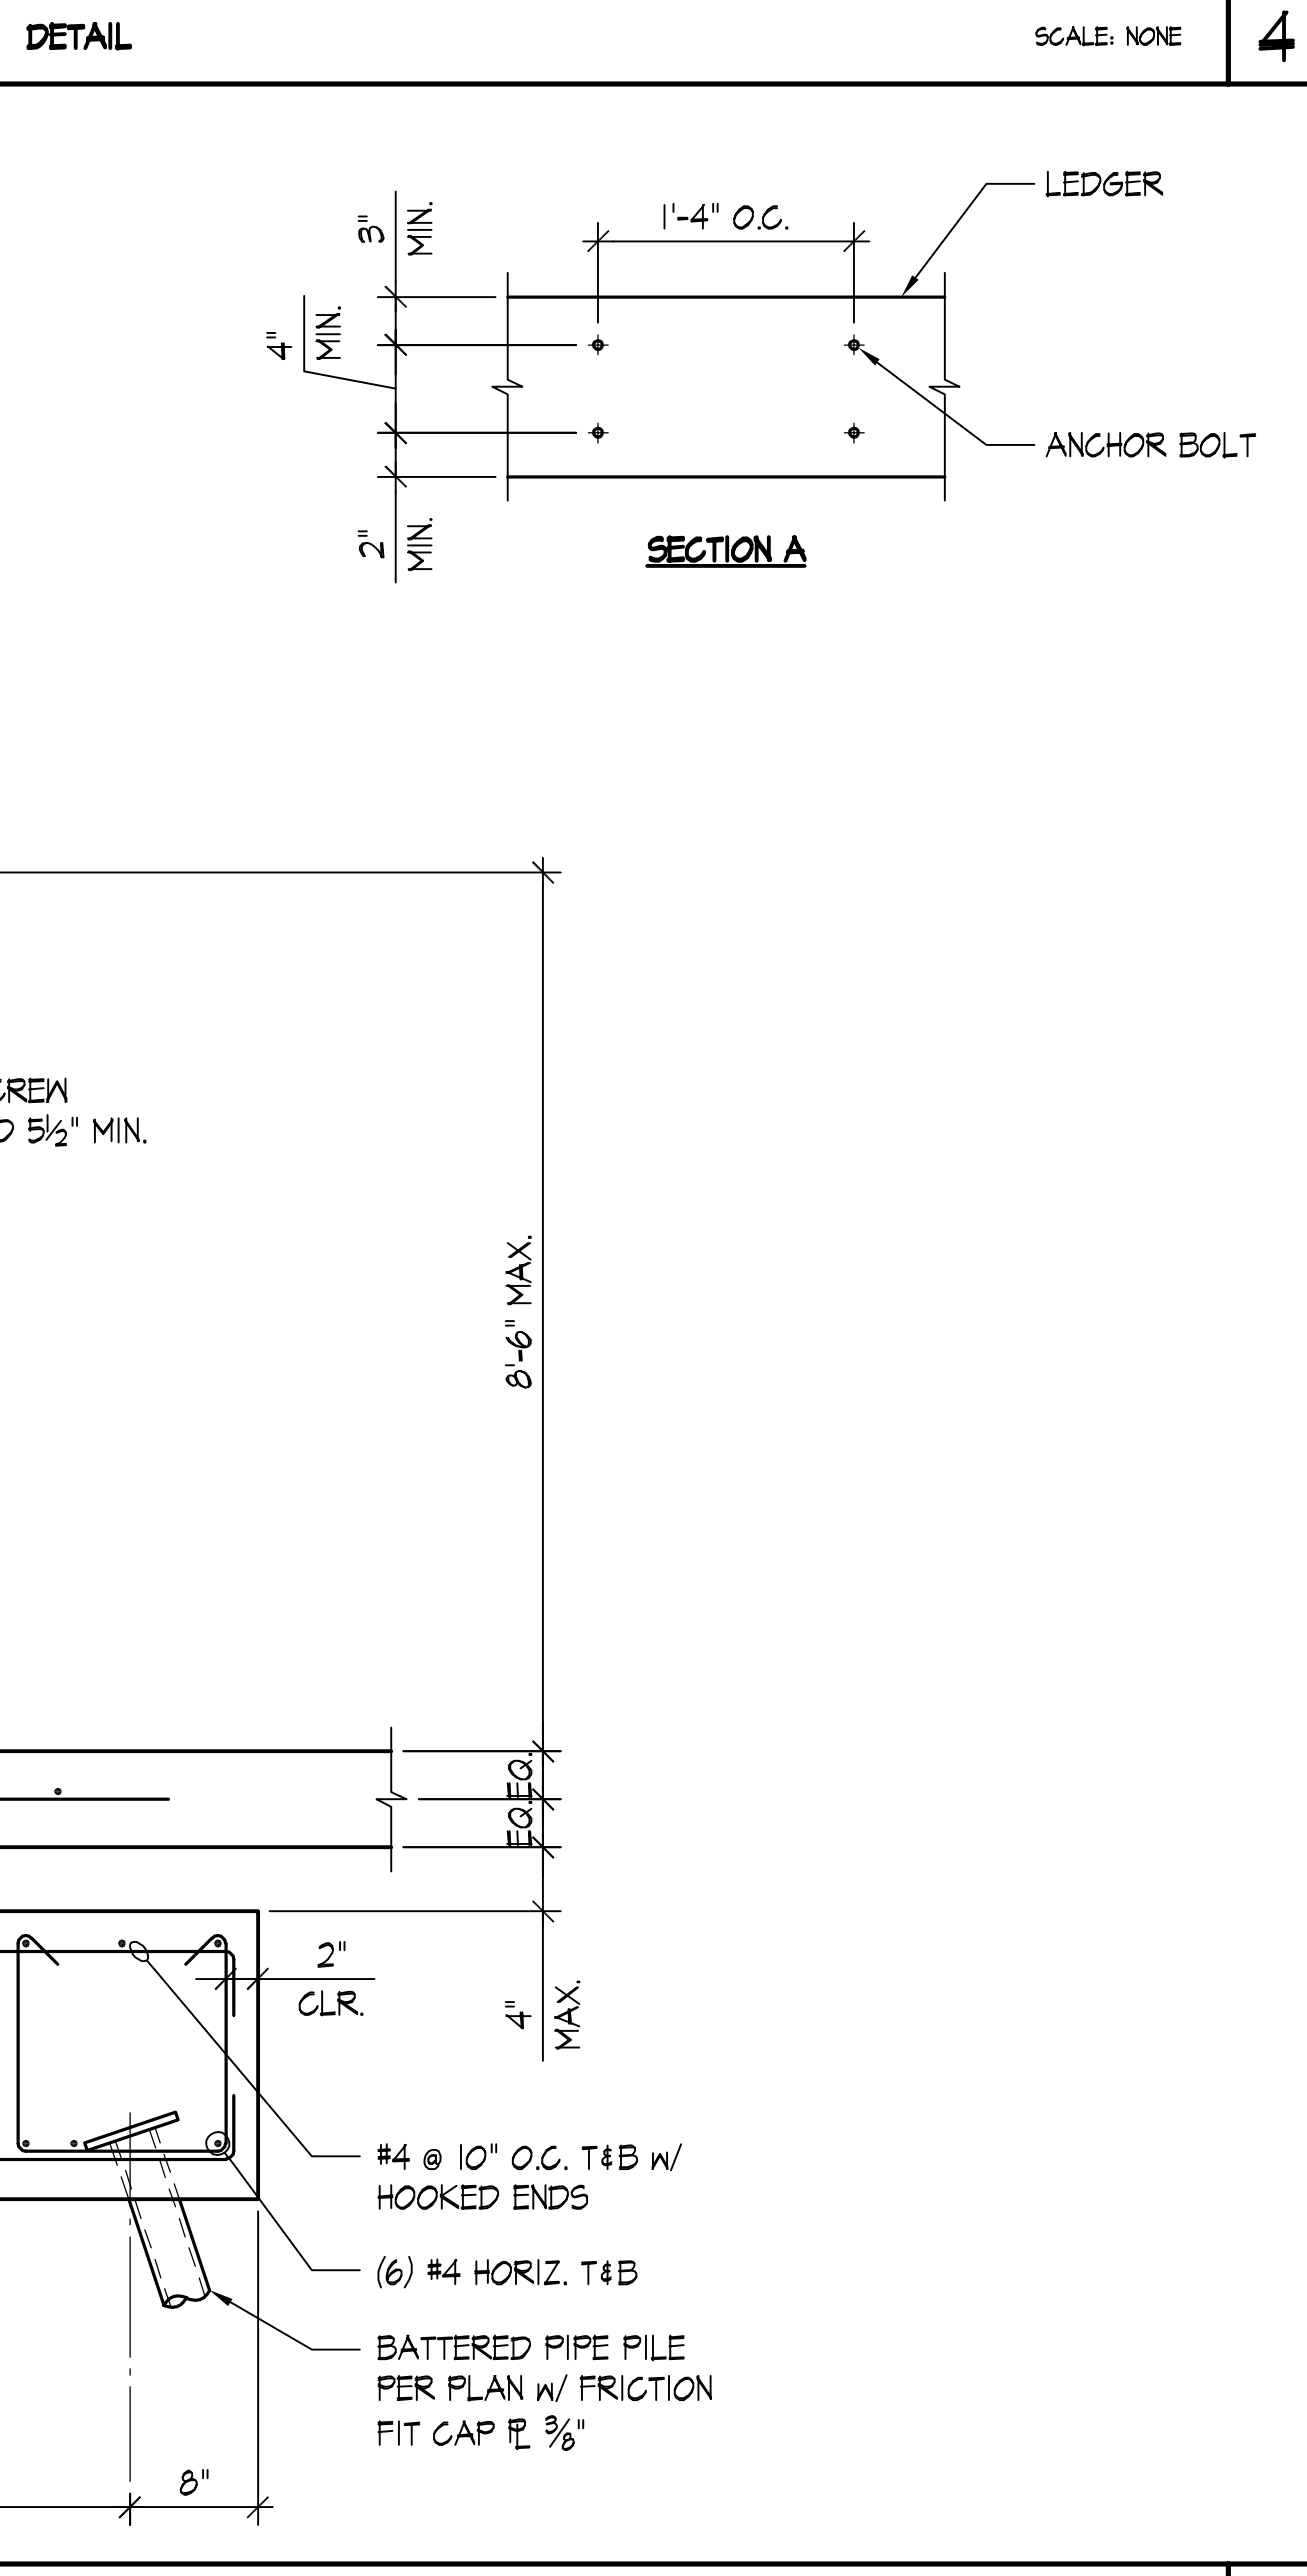 DETAIL
SCALE: NONE
4
LEDGER
1'-4" O.C.
3"
MIN.
4"
MIN.
ANCHOR BOLT
2"
MIN.
SECTION A
CREW
5½" MIN.
8'-6" MAX.
EQ.
EQ.
2"
CLR.
4"
MAX.
#4 @ 10" O.C. T&B W/
HOOKED ENDS
(6) #4 HORIZ. T&B
BATTERED PIPE PILE
PER PLAN W/ FRICTION
FIT CAP PL ⅜"
8"